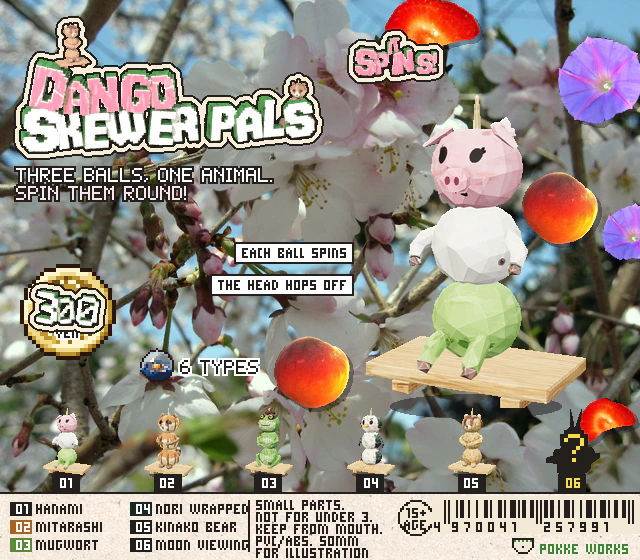 DANGO
SKEWER PALS
SPINS!
THREE BALLS. ONE ANIMAL.
SPIN THEM ROUND!
EACH BALL SPINS
THE HEAD HOPS OFF
300
YEN
6 TYPES
?
01
02
03
04
05
06
01 HANAMI
02 MITARASHI
03 MUGWORT
04 NORI WRAPPED
05 KINAKO BEAR
06 MOON VIEWING
SMALL PARTS.
NOT FOR UNDER 3.
KEEP FROM MOUTH.
PVC/ABS. 50MM
FOR ILLUSTRATION
15+
AGE
4 970041 257991
POKKE WORKS